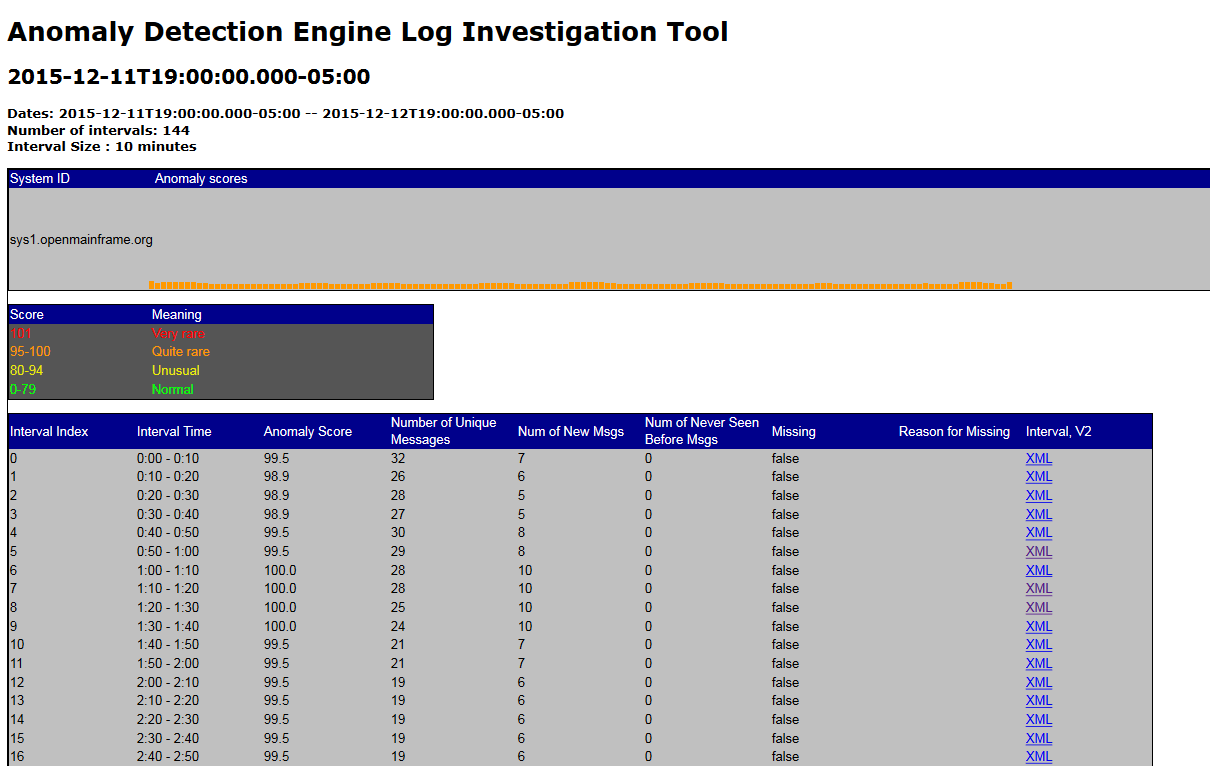 Anomaly Detection Engine Log Investigation Tool
2015-12-11T19:00:00.000-05:00
Dates: 2015-12-11T19:00:00.000-05:00 -- 2015-12-12T19:00:00.000-05:00
Number of intervals: 144
Interval Size : 10 minutes
System ID Anomaly scores
sys1.openmainframe.org
Score Meaning
101 Very rare
95-100 Quite rare
80-94 Unusual
0-79 Normal
Interval Index Interval Time Anomaly Score Number of Unique Messages Num of New Msgs Num of Never Seen Before Msgs Missing Reason for Missing Interval, V2
0 0:00 - 0:10 99.5 32 7 0 false XML
1 0:10 - 0:20 98.9 26 6 0 false XML
2 0:20 - 0:30 98.9 28 5 0 false XML
3 0:30 - 0:40 98.9 27 5 0 false XML
4 0:40 - 0:50 99.5 30 8 0 false XML
5 0:50 - 1:00 99.5 29 8 0 false XML
6 1:00 - 1:10 100.0 28 10 0 false XML
7 1:10 - 1:20 100.0 28 10 0 false XML
8 1:20 - 1:30 100.0 25 10 0 false XML
9 1:30 - 1:40 100.0 24 10 0 false XML
10 1:40 - 1:50 99.5 21 7 0 false XML
11 1:50 - 2:00 99.5 21 7 0 false XML
12 2:00 - 2:10 99.5 19 6 0 false XML
13 2:10 - 2:20 99.5 19 6 0 false XML
14 2:20 - 2:30 99.5 19 6 0 false XML
15 2:30 - 2:40 99.5 19 6 0 false XML
16 2:40 - 2:50 99.5 19 6 0 false XML